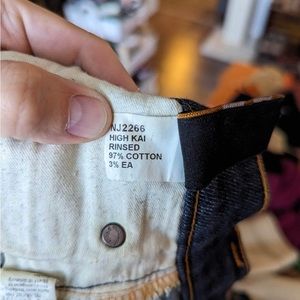 NJ2266
HIGH KAI
RINSED
97% COTTON
3% EA